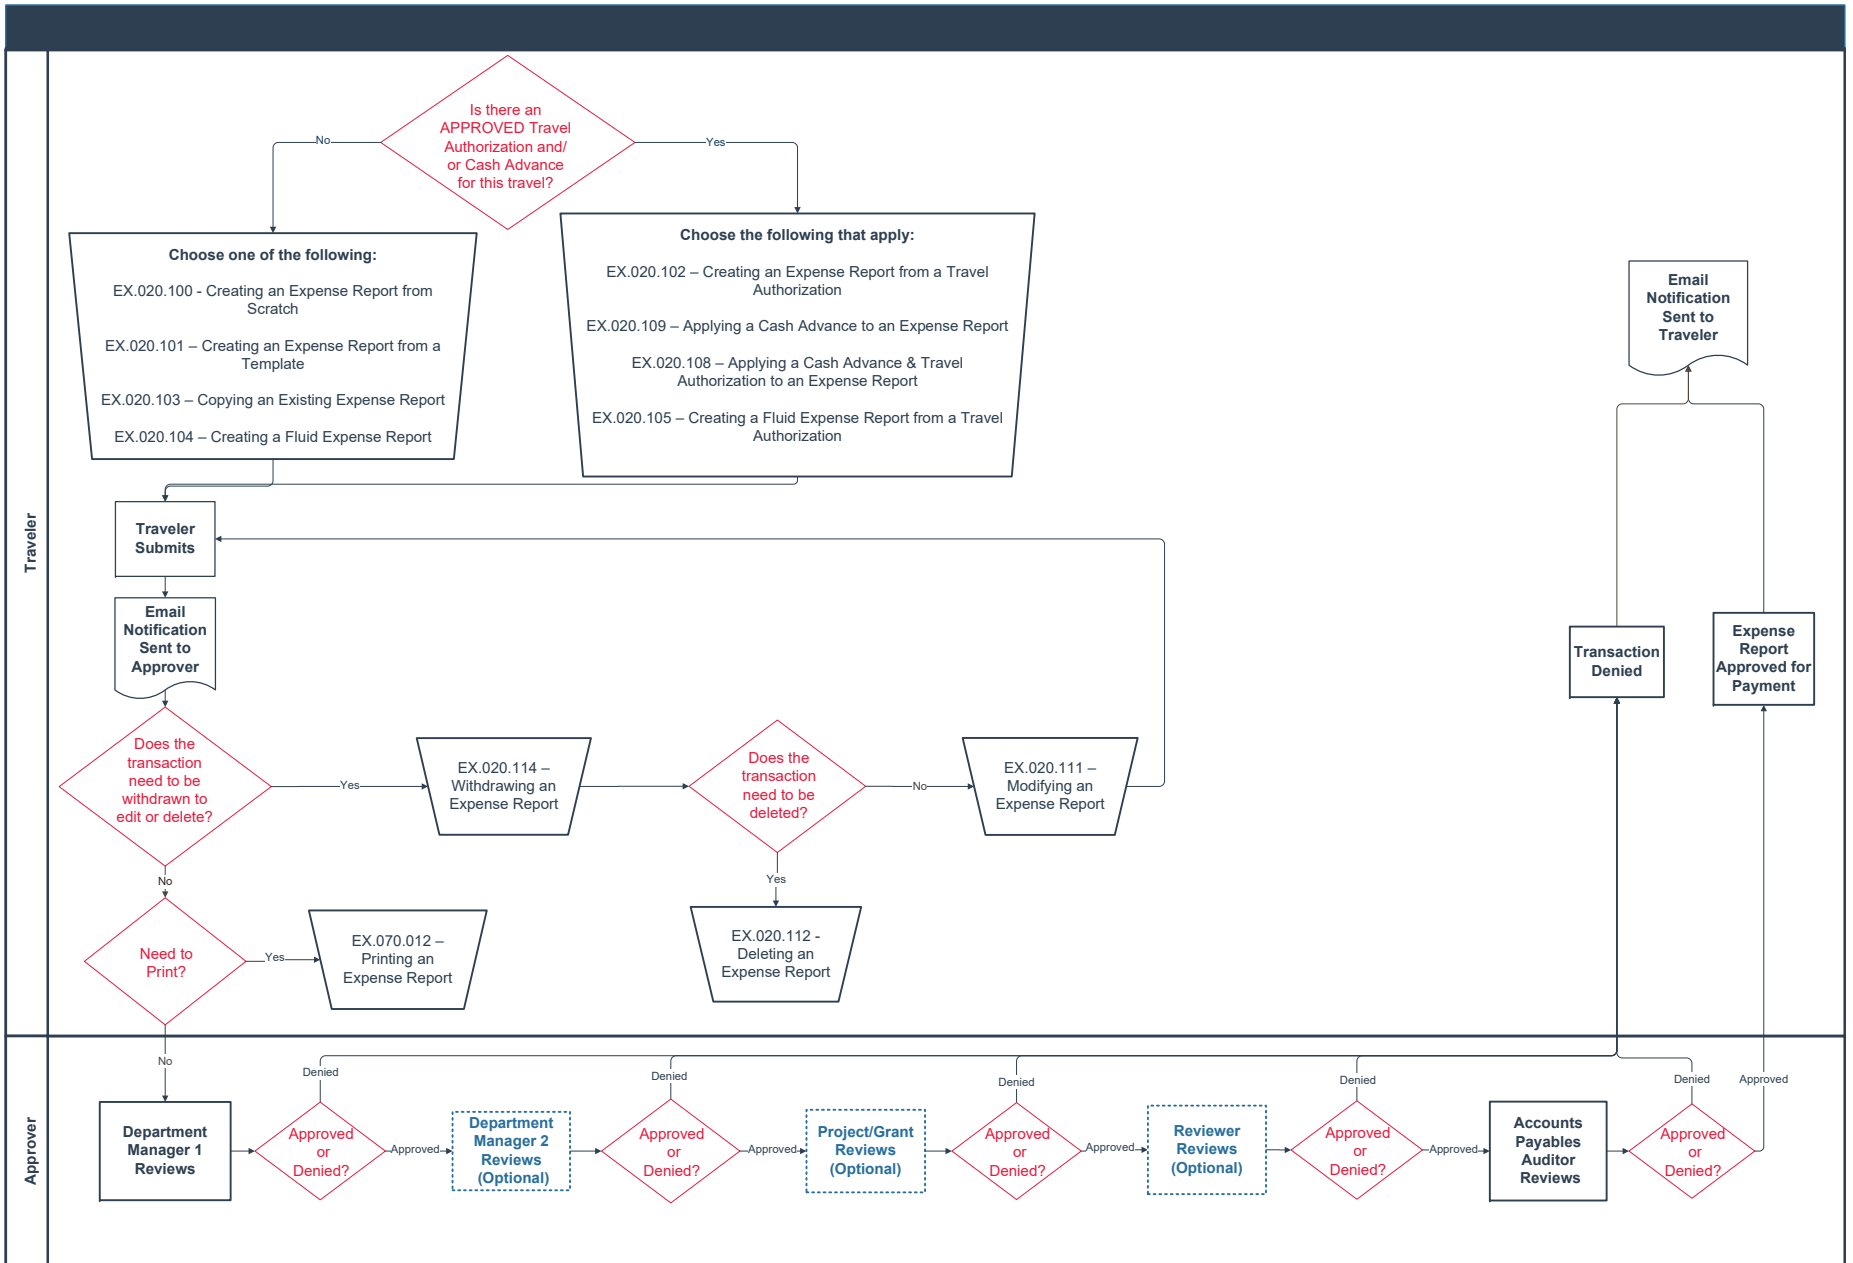 Is there an
APPROVED Travel
Authorization and/
or Cash Advance
for this travel?
No
Yes
Choose one of the following:
EX.020.100 - Creating an Expense Report from
Scratch
EX.020.101 – Creating an Expense Report from a
Template
EX.020.103 – Copying an Existing Expense Report
EX.020.104 – Creating a Fluid Expense Report
Choose the following that apply:
EX.020.102 – Creating an Expense Report from a Travel
Authorization
EX.020.109 – Applying a Cash Advance to an Expense Report
EX.020.108 – Applying a Cash Advance & Travel
Authorization to an Expense Report
EX.020.105 – Creating a Fluid Expense Report from a Travel
Authorization
Email
Notification
Sent to
Traveler
Traveler
Traveler
Submits
Email
Notification
Sent to
Approver
Transaction
Denied
Expense
Report
Approved for
Payment
Does the
transaction
need to be
withdrawn to
edit or delete?
Yes
EX.020.114 –
Withdrawing an
Expense Report
Does the
transaction
need to be
deleted?
No
EX.020.111 –
Modifying an
Expense Report
No
Yes
Need to
Print?
Yes
EX.070.012 –
Printing an
Expense Report
EX.020.112 -
Deleting an
Expense Report
Approver
No
Denied
Denied
Denied
Denied
Denied
Approved
Department
Manager 1
Reviews
Approved
or
Denied?
Approved
Department
Manager 2
Reviews
(Optional)
Approved
or
Denied?
Approved
Project/Grant
Reviews
(Optional)
Approved
or
Denied?
Approved
Reviewer
Reviews
(Optional)
Approved
or
Denied?
Approved
Accounts
Payables
Auditor
Reviews
Approved
or
Denied?